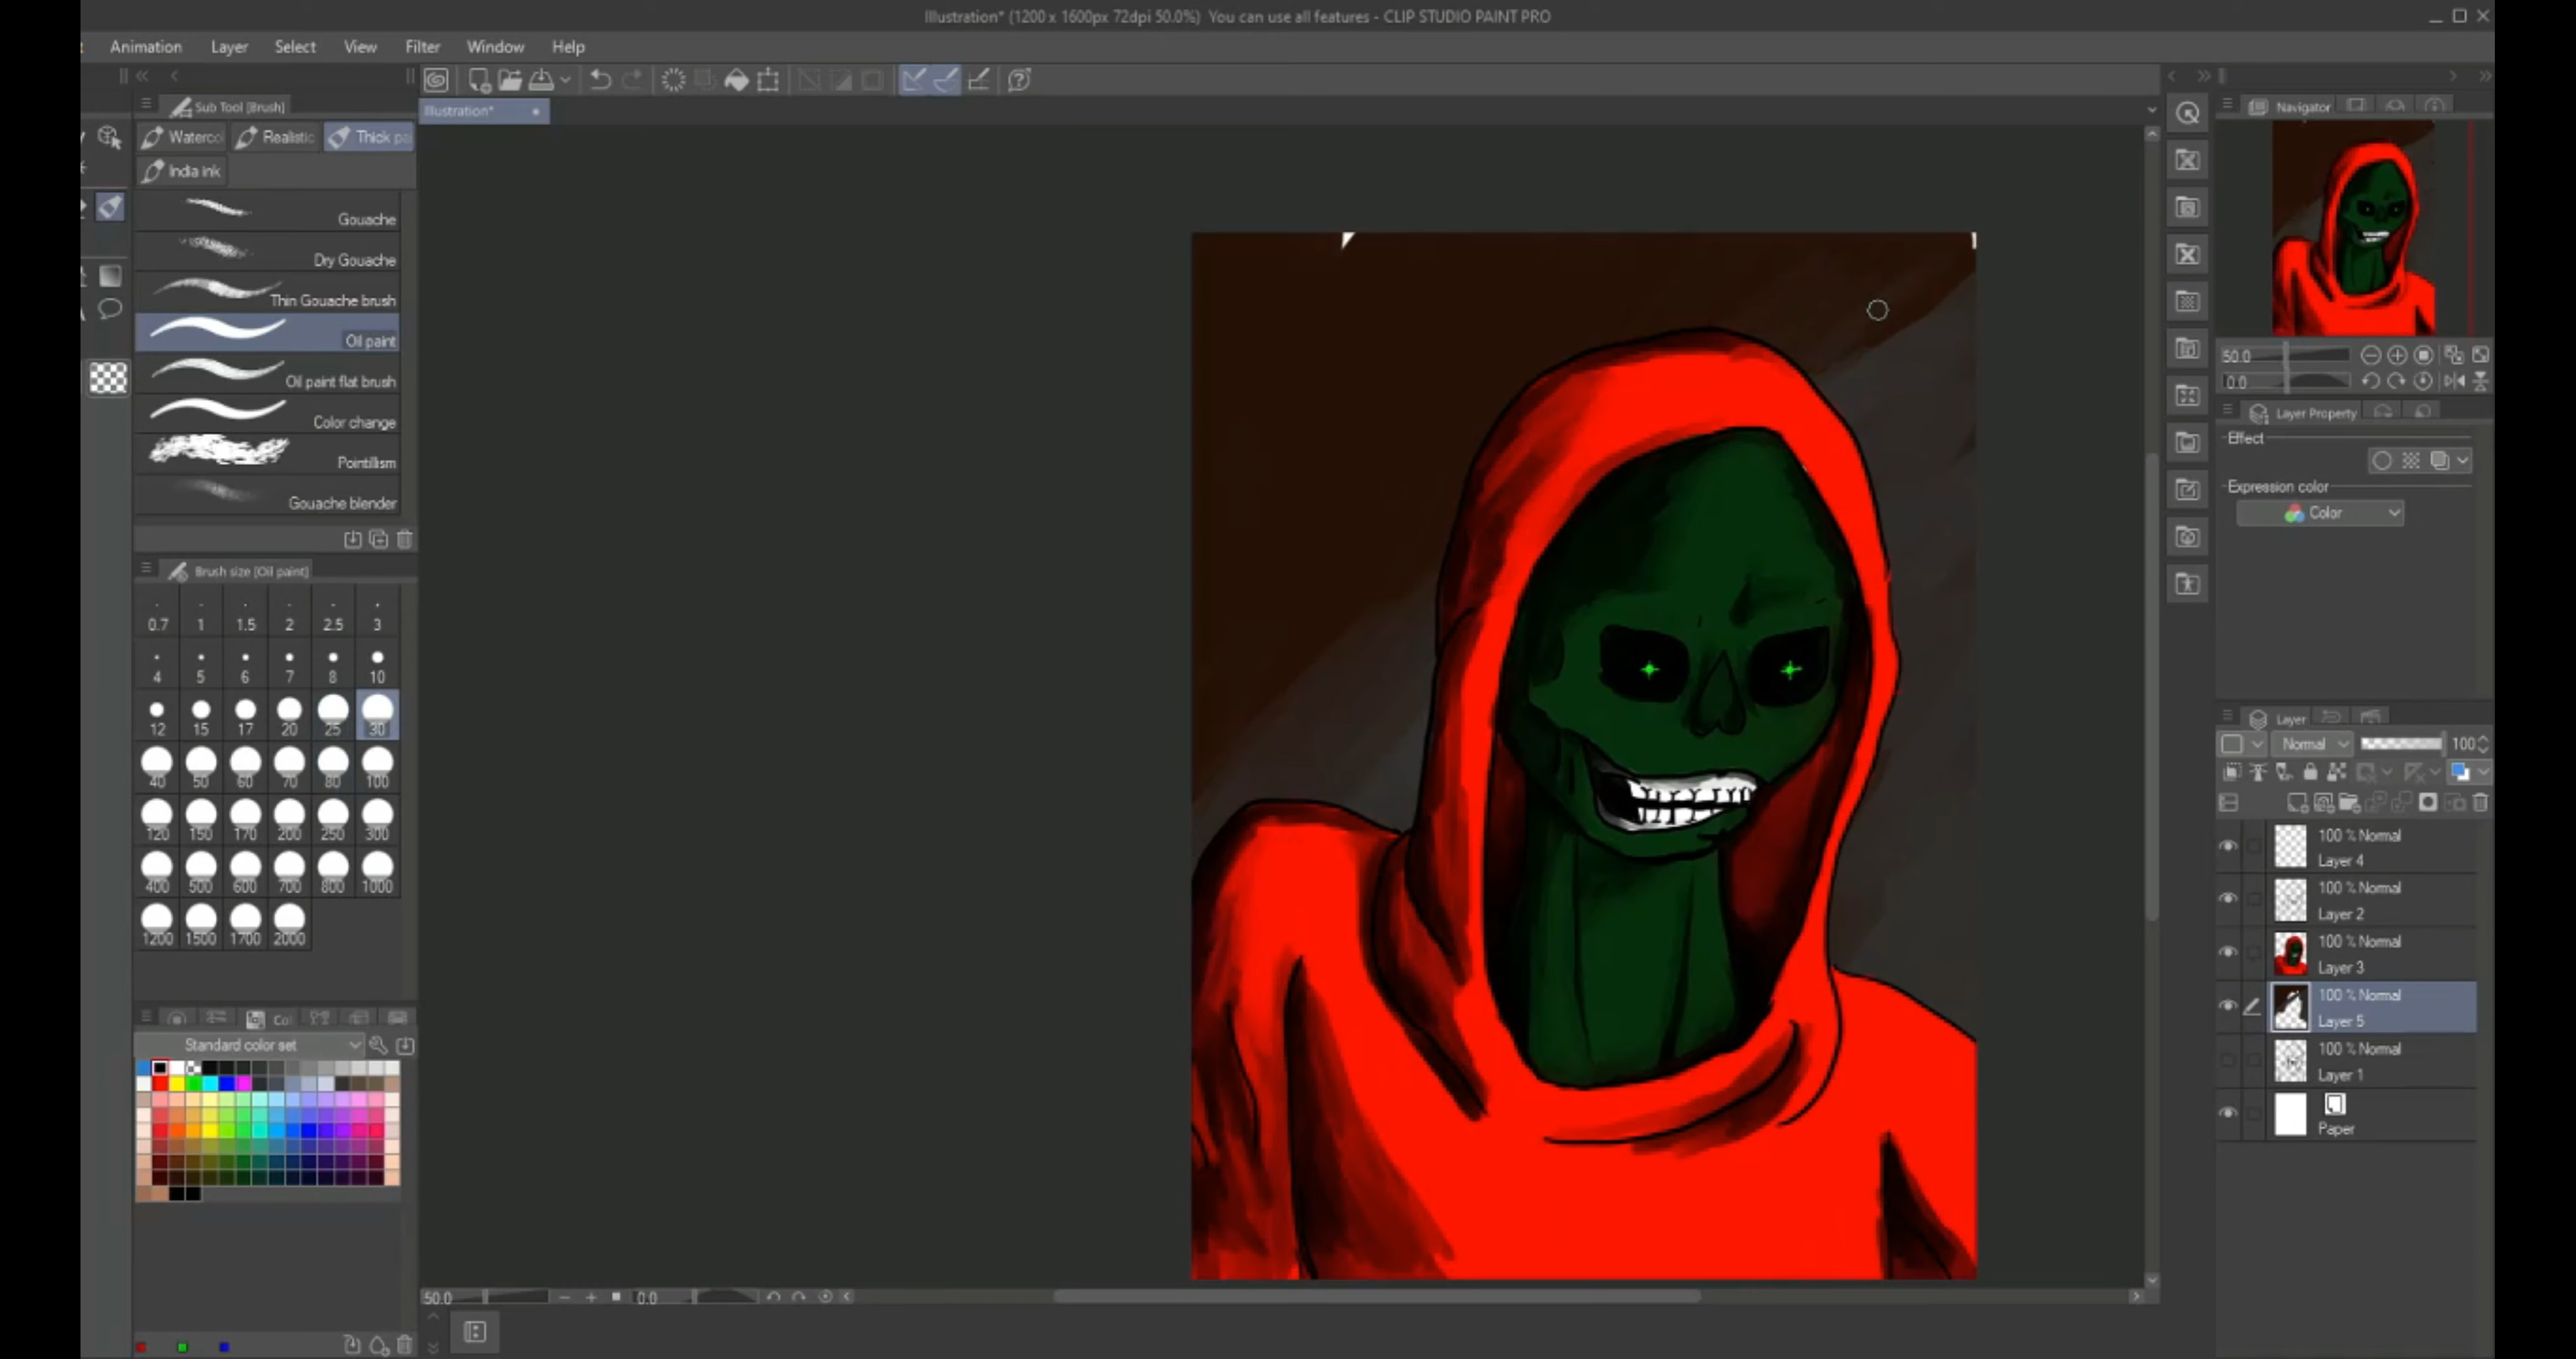 Illustration* (1200 x 1600px 72dpi 50.0%) You can use all features - CLIP STUDIO PAINT PRO
Animation Layer Select View Filter Window Help
Sub Tool [Brush]
Illustration*
Navigator
Waterco Realistic Thick pai
India ink
Gouache
Dry Gouache
Thin Gouache brush
Oil paint
Oil paint flat brush
Color change
Pointillism
Gouache blender
Brush size [Oil paint]
0.7 1 1.5 2 2.5 3
4 5 6 7 8 10
12 15 17 20 25 30
40 50 60 70 80 100
120 150 170 200 250 300
400 500 600 700 800 1000
1200 1500 1700 2000
Col
Standard color set
50.0 0.0
50.0
0.0
Layer Property
Effect
Expression color
Color
Layer
Normal 100
100 % Normal
Layer 4
100 % Normal
Layer 2
100 % Normal
Layer 3
100 % Normal
Layer 5
100 % Normal
Layer 1
Paper